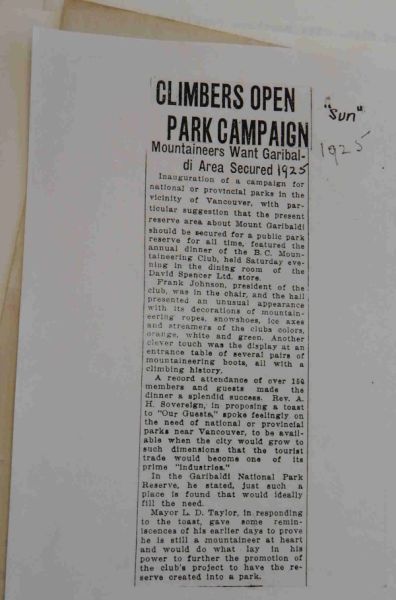 CLIMBERS OPEN
PARK CAMPAIGN
Mountaineers Want Garibal-
di Area Secured 1925
"Sun"
1925
Inauguration of a campaign for
national or provincial parks in the
vicinity of Vancouver, with par-
ticular suggestion that the present
reserve area about Mount Garibaldi
should be secured for a public park
reserve for all time, featured the
annual dinner of the B.C. Moun-
taineering Club, held Saturday eve-
ning in the dining room of the
David Spencer Ltd. store.
Frank Johnson, president of the
club, was in the chair, and the hall
presented an unusual appearance
with its decorations of mountain-
eering ropes, snowshoes, ice axes
and streamers of the clubs colors,
orange, white and green. Another
clever touch was the display at an
entrance table of several pairs of
mountaineering boots, all with a
climbing history.
A record attendance of over 150
members and guests made the
dinner a splendid success. Rev. A.
H. Sovereign, in proposing a toast
to "Our Guests," spoke feelingly on
the need of national or provincial
parks near Vancouver, to be avail-
able when the city would grow to
such dimensions that the tourist
trade would become one of its
prime "industries."
In the Garibaldi National Park
Reserve, he stated, just such a
place is found that would ideally
fill the need.
Mayor L. D. Taylor, in responding
to the toast, gave some remin-
iscences of his earlier days to prove
he is still a mountaineer at heart
and would do what lay in his
power to further the promotion of
the club's project to have the re-
serve created into a park.